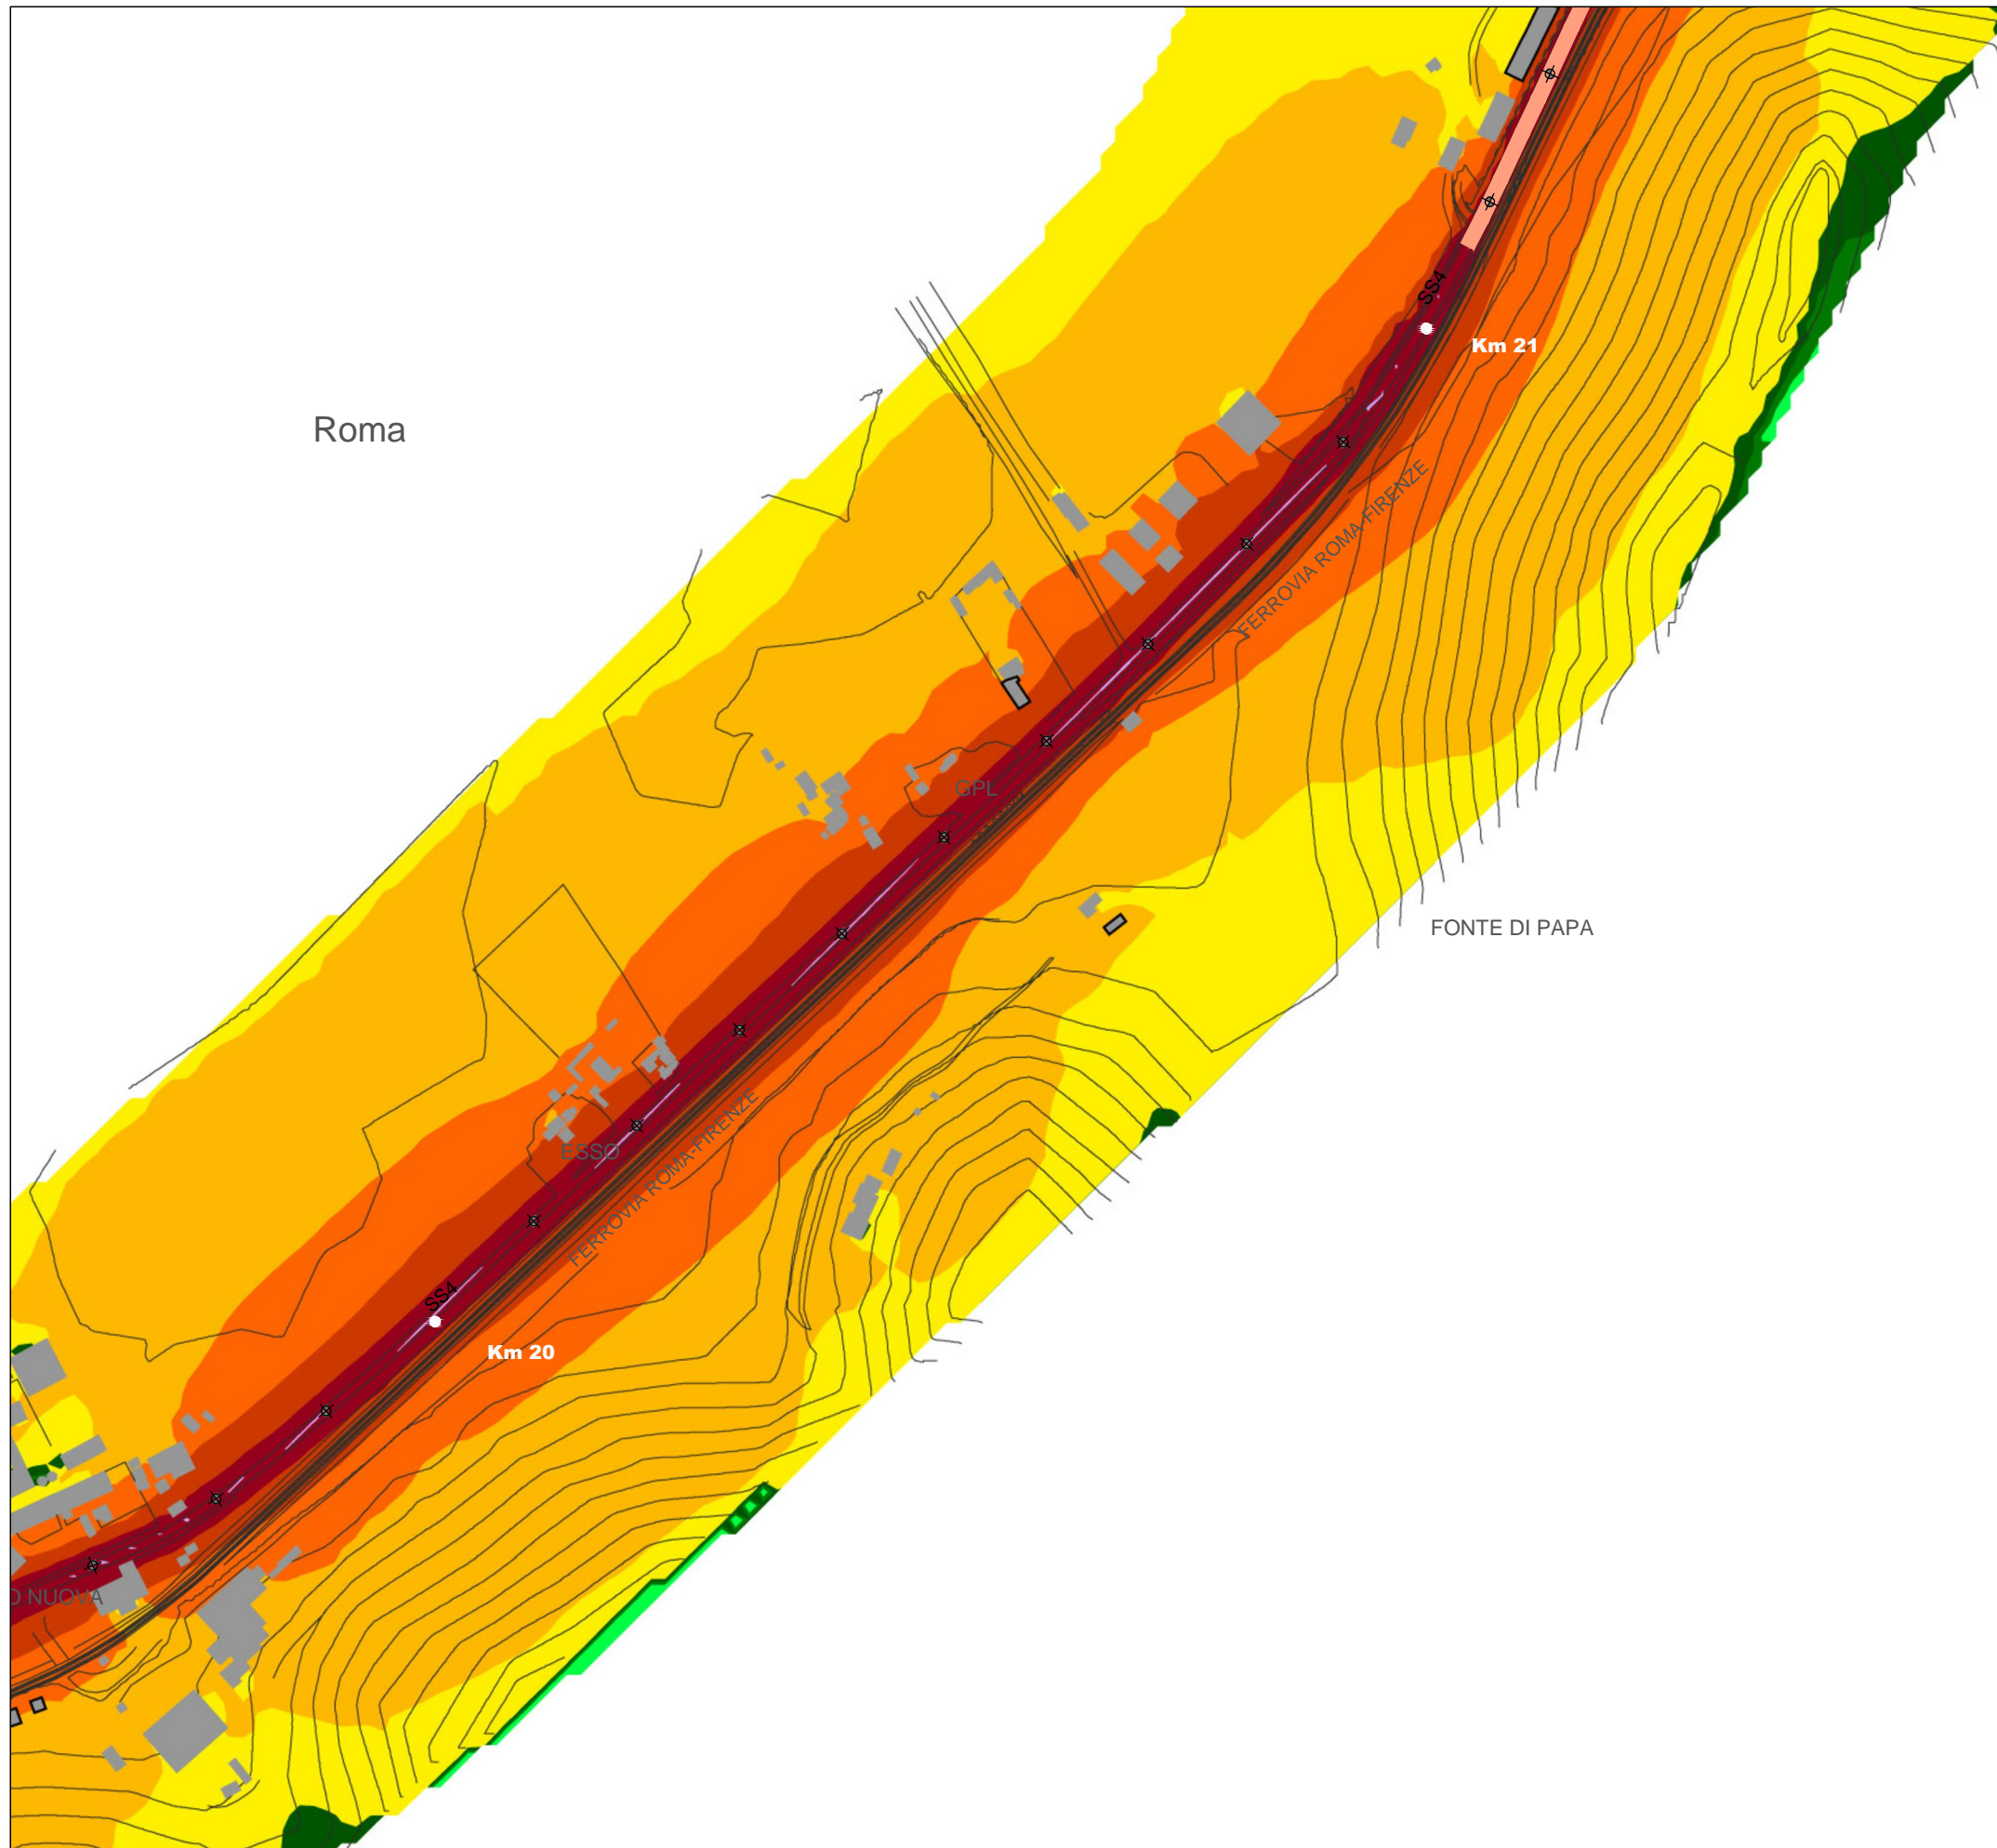 SS4
Km 21
Roma
FERROVIA ROMA-FIRENZE
GPL
FONTE DI PAPA
ESSO
FERROVIA ROMA-FIRENZE
SS4
Km 20
O NUOVA